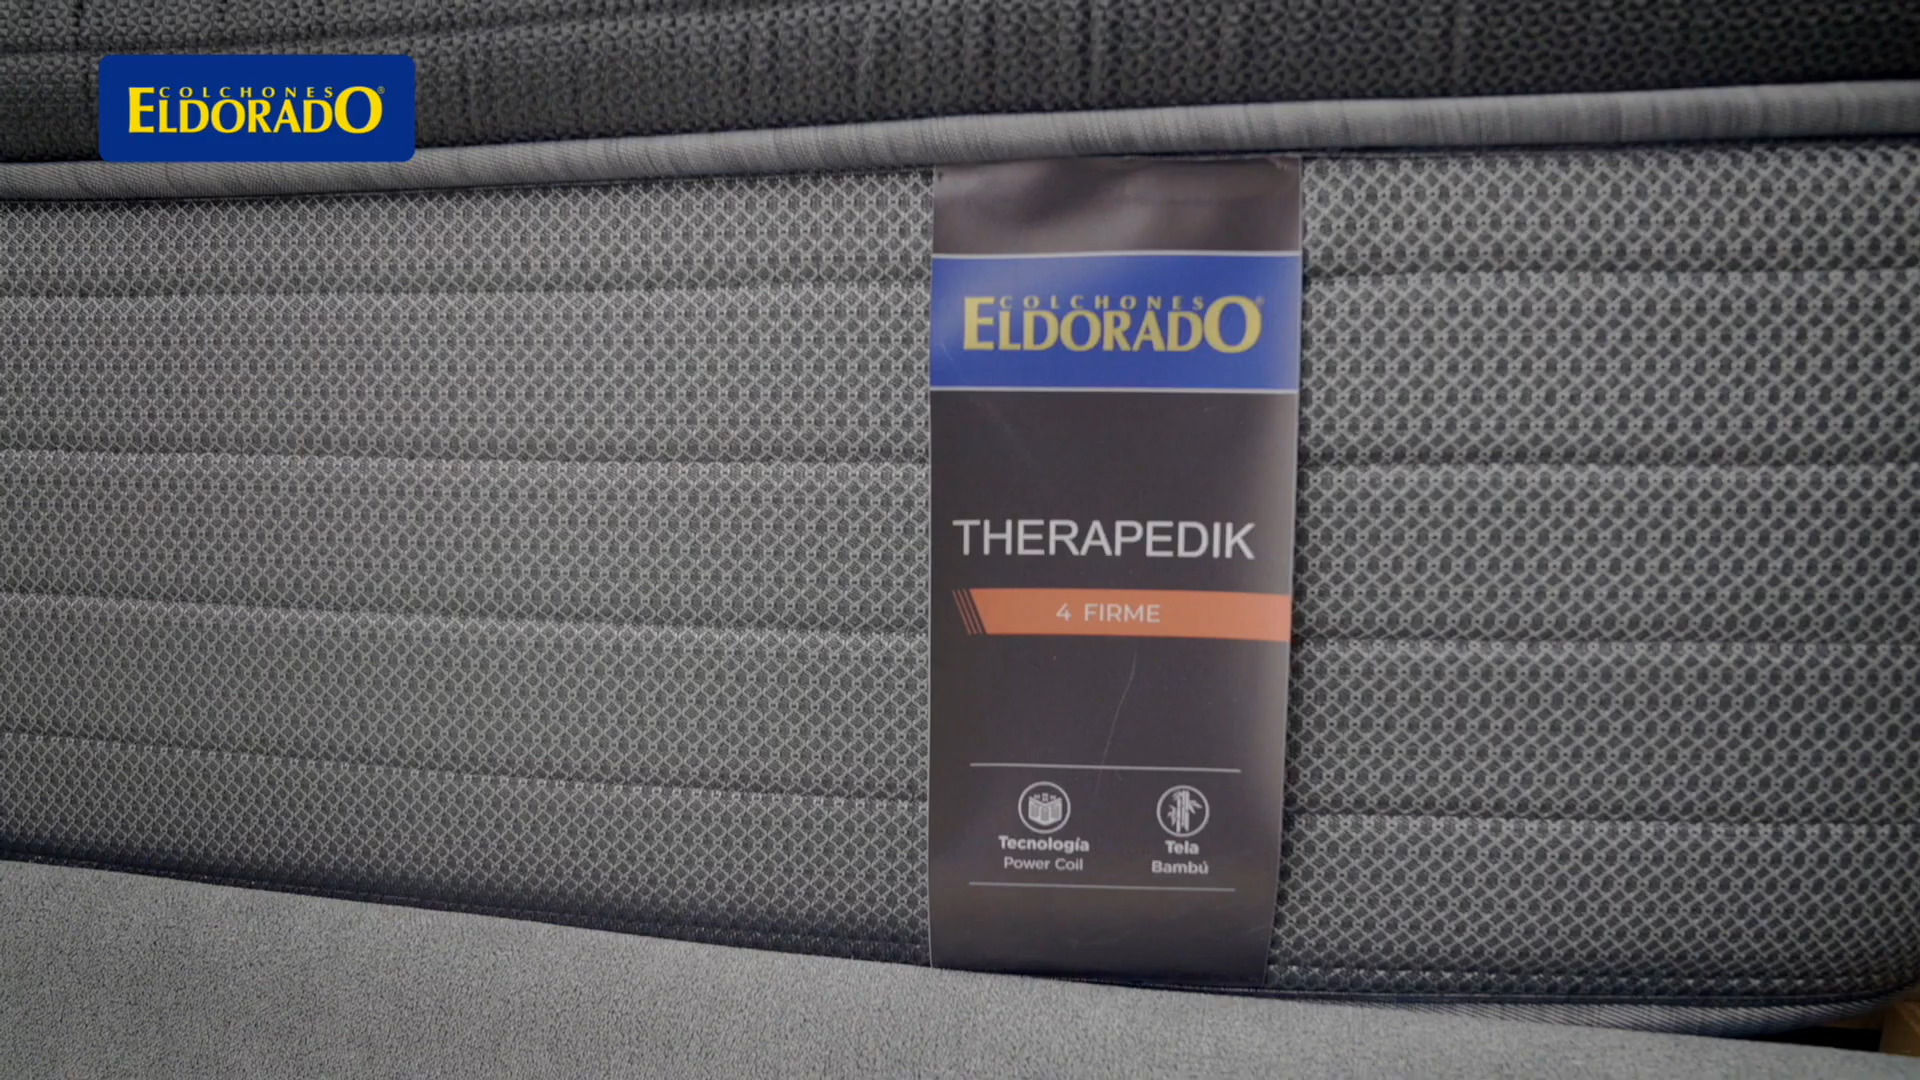 COLCHONES
ELDORADO®
COLCHONES
ELDORADO®
THERAPEDIK
4 FIRME
Tecnología
Power Coil
Tela
Bambú